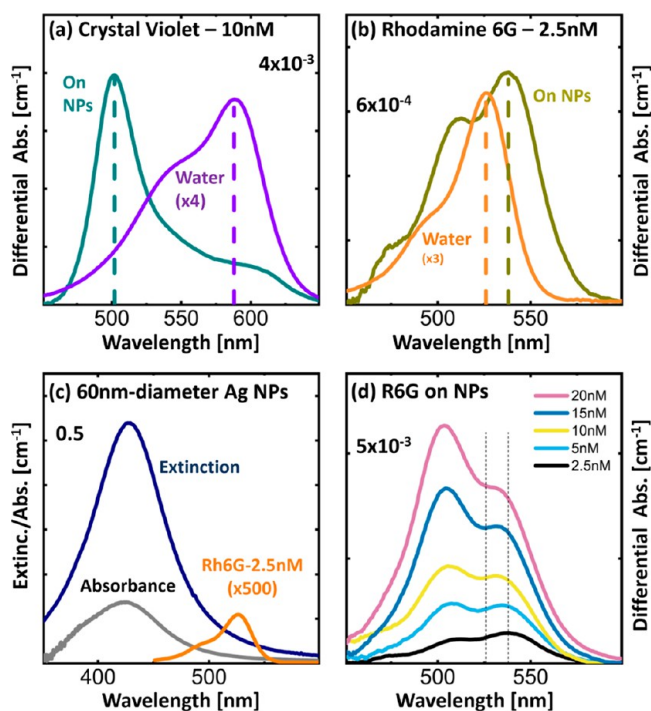 (a) Crystal Violet – 10nM
On
NPs
4x10⁻³
Water
(x4)
Differential Abs. [cm⁻¹]
500 550 600
Wavelength [nm]
(b) Rhodamine 6G – 2.5nM
6x10⁻⁴
On NPs
Water
(x3)
Differential Abs. [cm⁻¹]
500 550
Wavelength [nm]
(c) 60nm-diameter Ag NPs
0.5
Extinction
Absorbance
Rh6G-2.5nM
(x500)
Extinc./Abs. [cm⁻¹]
400 500
Wavelength [nm]
(d) R6G on NPs
5x10⁻³
20nM
15nM
10nM
5nM
2.5nM
Differential Abs. [cm⁻¹]
500 550
Wavelength [nm]